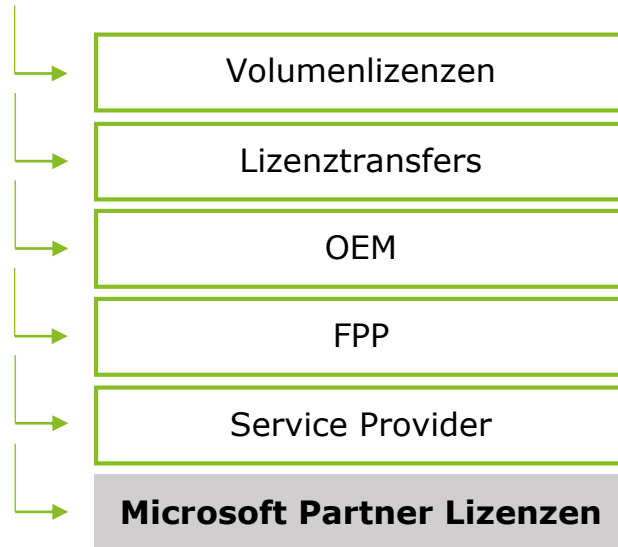 Volumenlizenzen
Lizenztransfers
OEM
FPP
Service Provider
Microsoft Partner Lizenzen